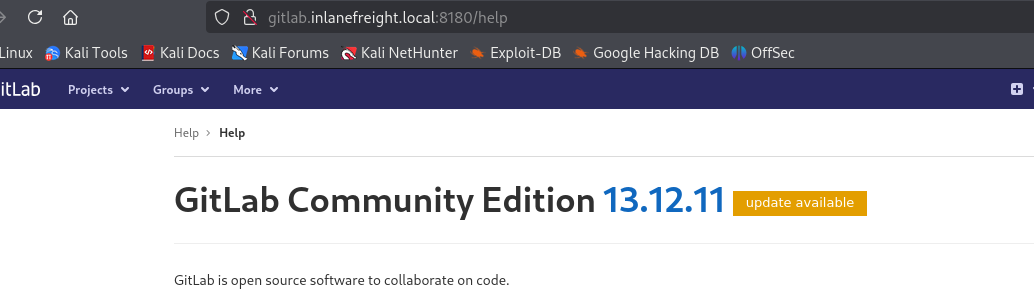 gitlab.inlanefreight.local:8180/help
Linux Kali Tools Kali Docs Kali Forums Kali NetHunter Exploit-DB Google Hacking DB OffSec
itLab Projects Groups More
Help > Help
GitLab Community Edition 13.12.11 update available
GitLab is open source software to collaborate on code.